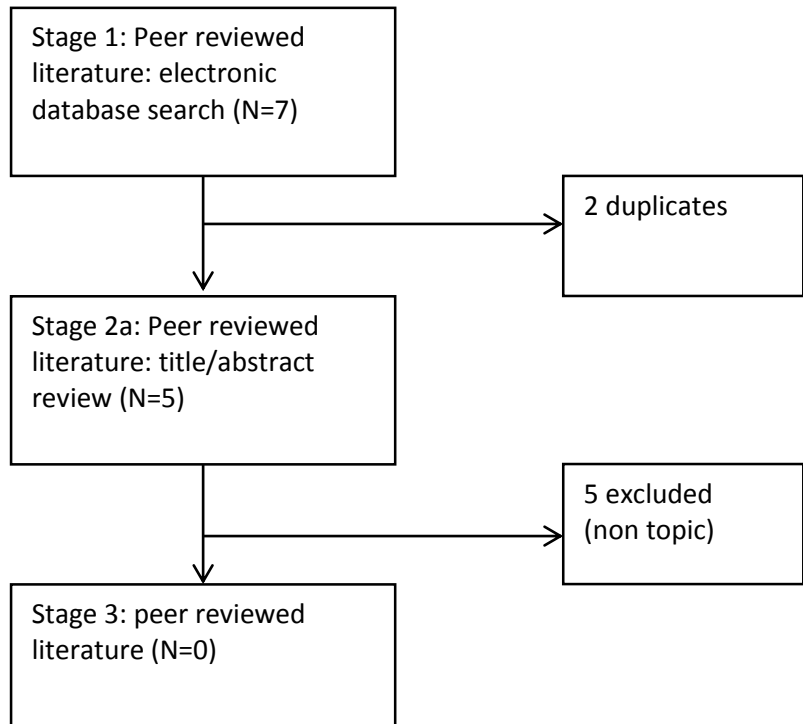 Stage 1: Peer reviewed
literature: electronic
database search (N=7)
2 duplicates
Stage 2a: Peer reviewed
literature: title/abstract
review (N=5)
5 excluded
(non topic)
Stage 3: peer reviewed
literature (N=0)